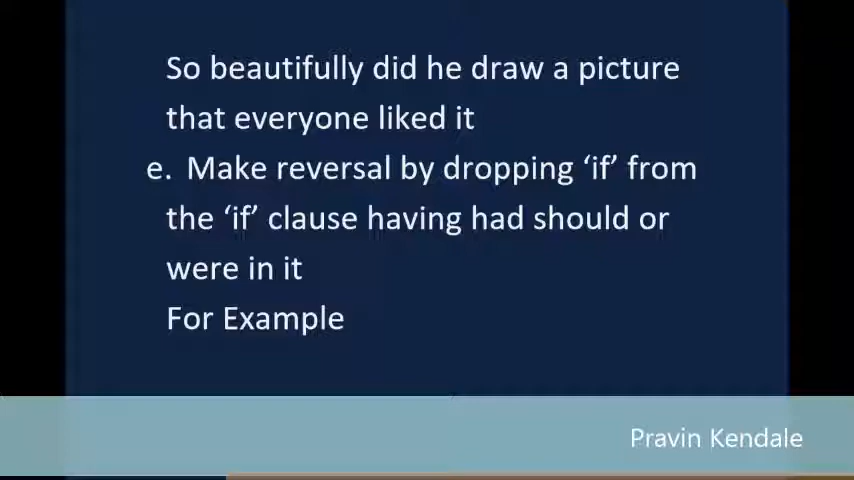 So beautifully did he draw a picture
that everyone liked it
e. Make reversal by dropping ‘if’ from
the ‘if’ clause having had should or
were in it
For Example
Pravin Kendale